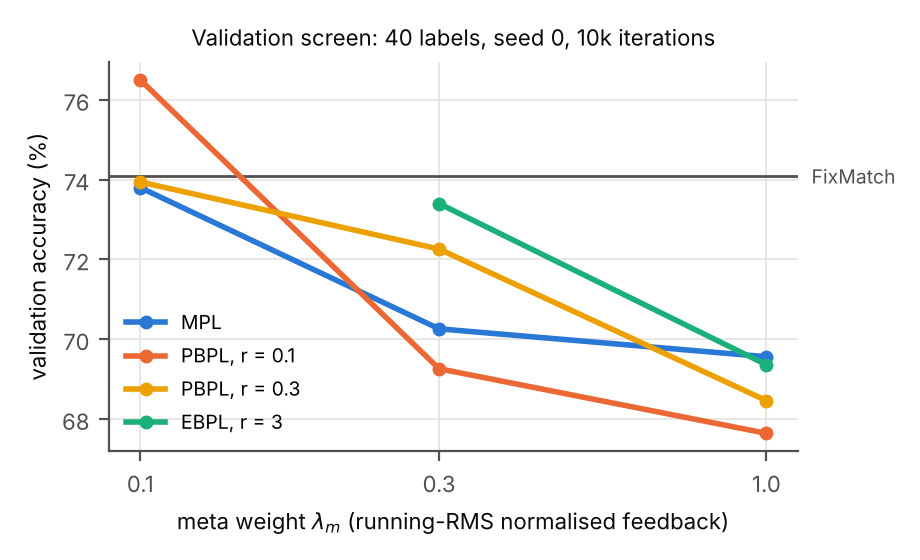 Validation screen: 40 labels, seed 0, 10k iterations
validation accuracy (%)
76
74
72
70
68
FixMatch
MPL
PBPL, r = 0.1
PBPL, r = 0.3
EBPL, r = 3
0.1
0.3
1.0
meta weight λₘ (running-RMS normalised feedback)